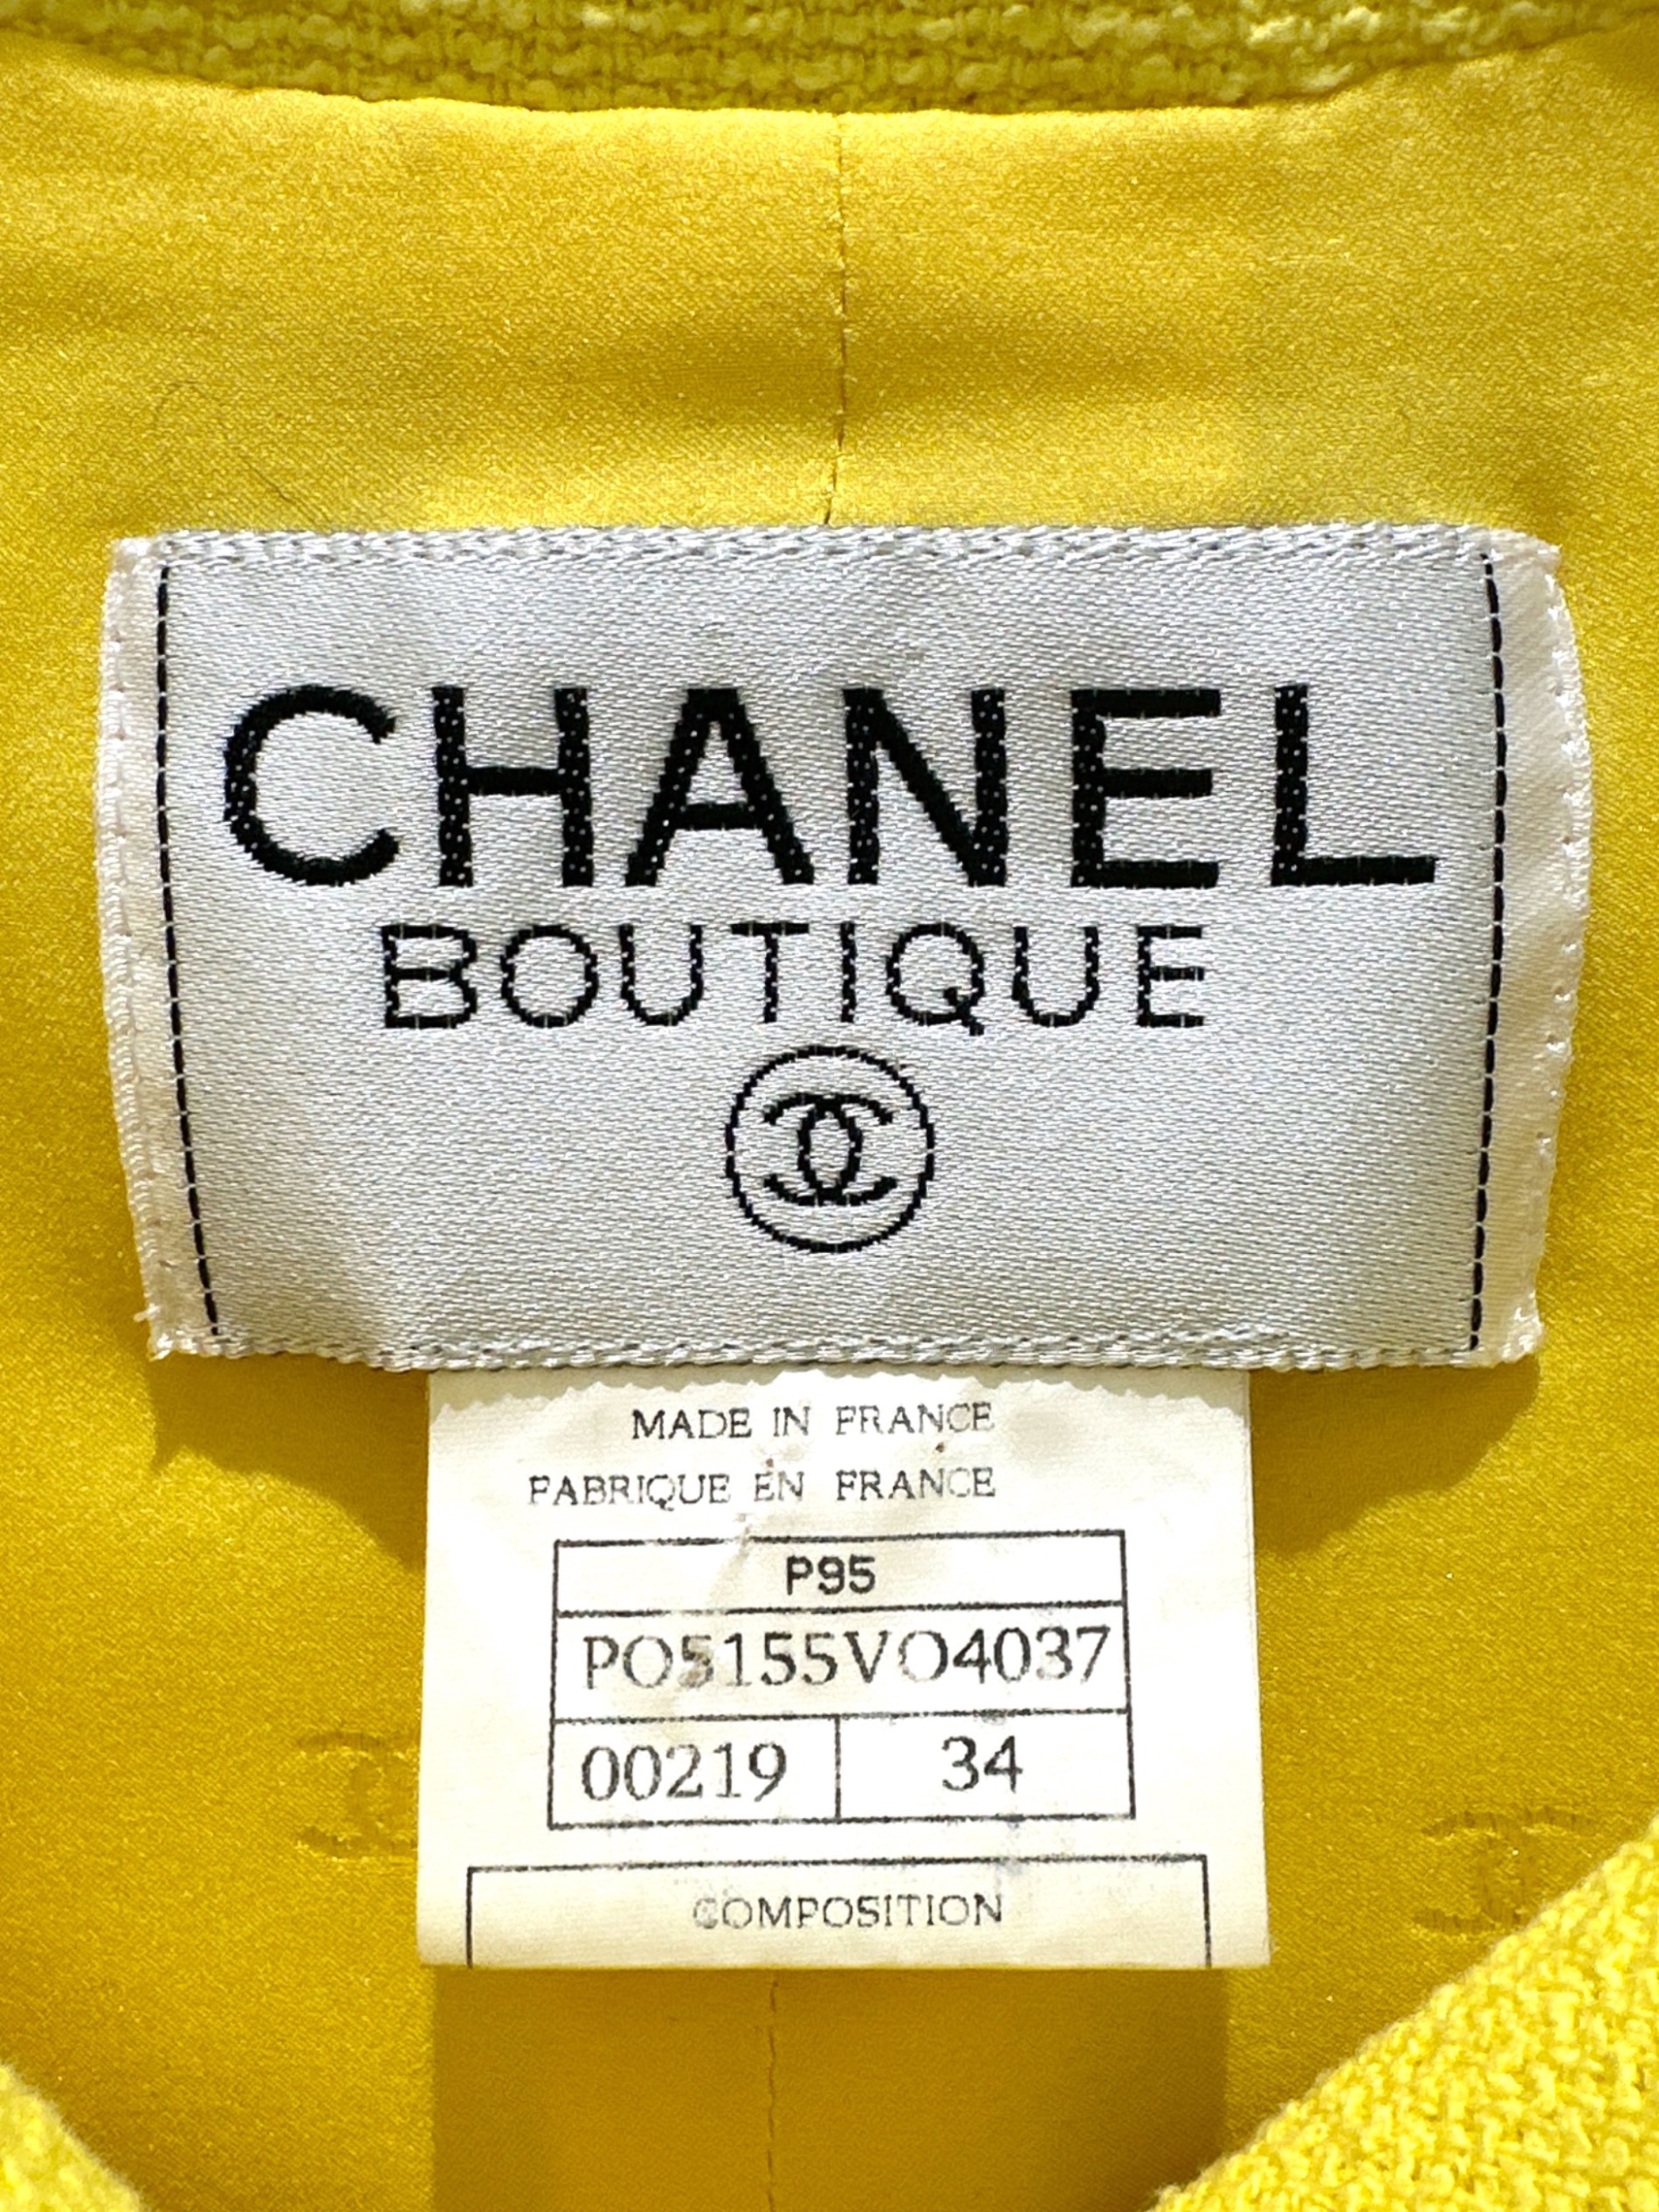 CHANEL
BOUTIQUE
MADE IN FRANCE
FABRIQUE EN FRANCE
P95
PO5155VO4037
00219 34
COMPOSITION